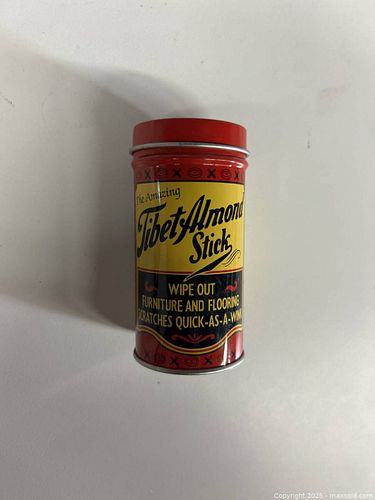 The Amazing
Tibet Almond
Stick
WIPE OUT
FURNITURE AND FLOORING
SCRATCHES QUICK-AS-A-WINK
Copyright 2025 - maxsold.com